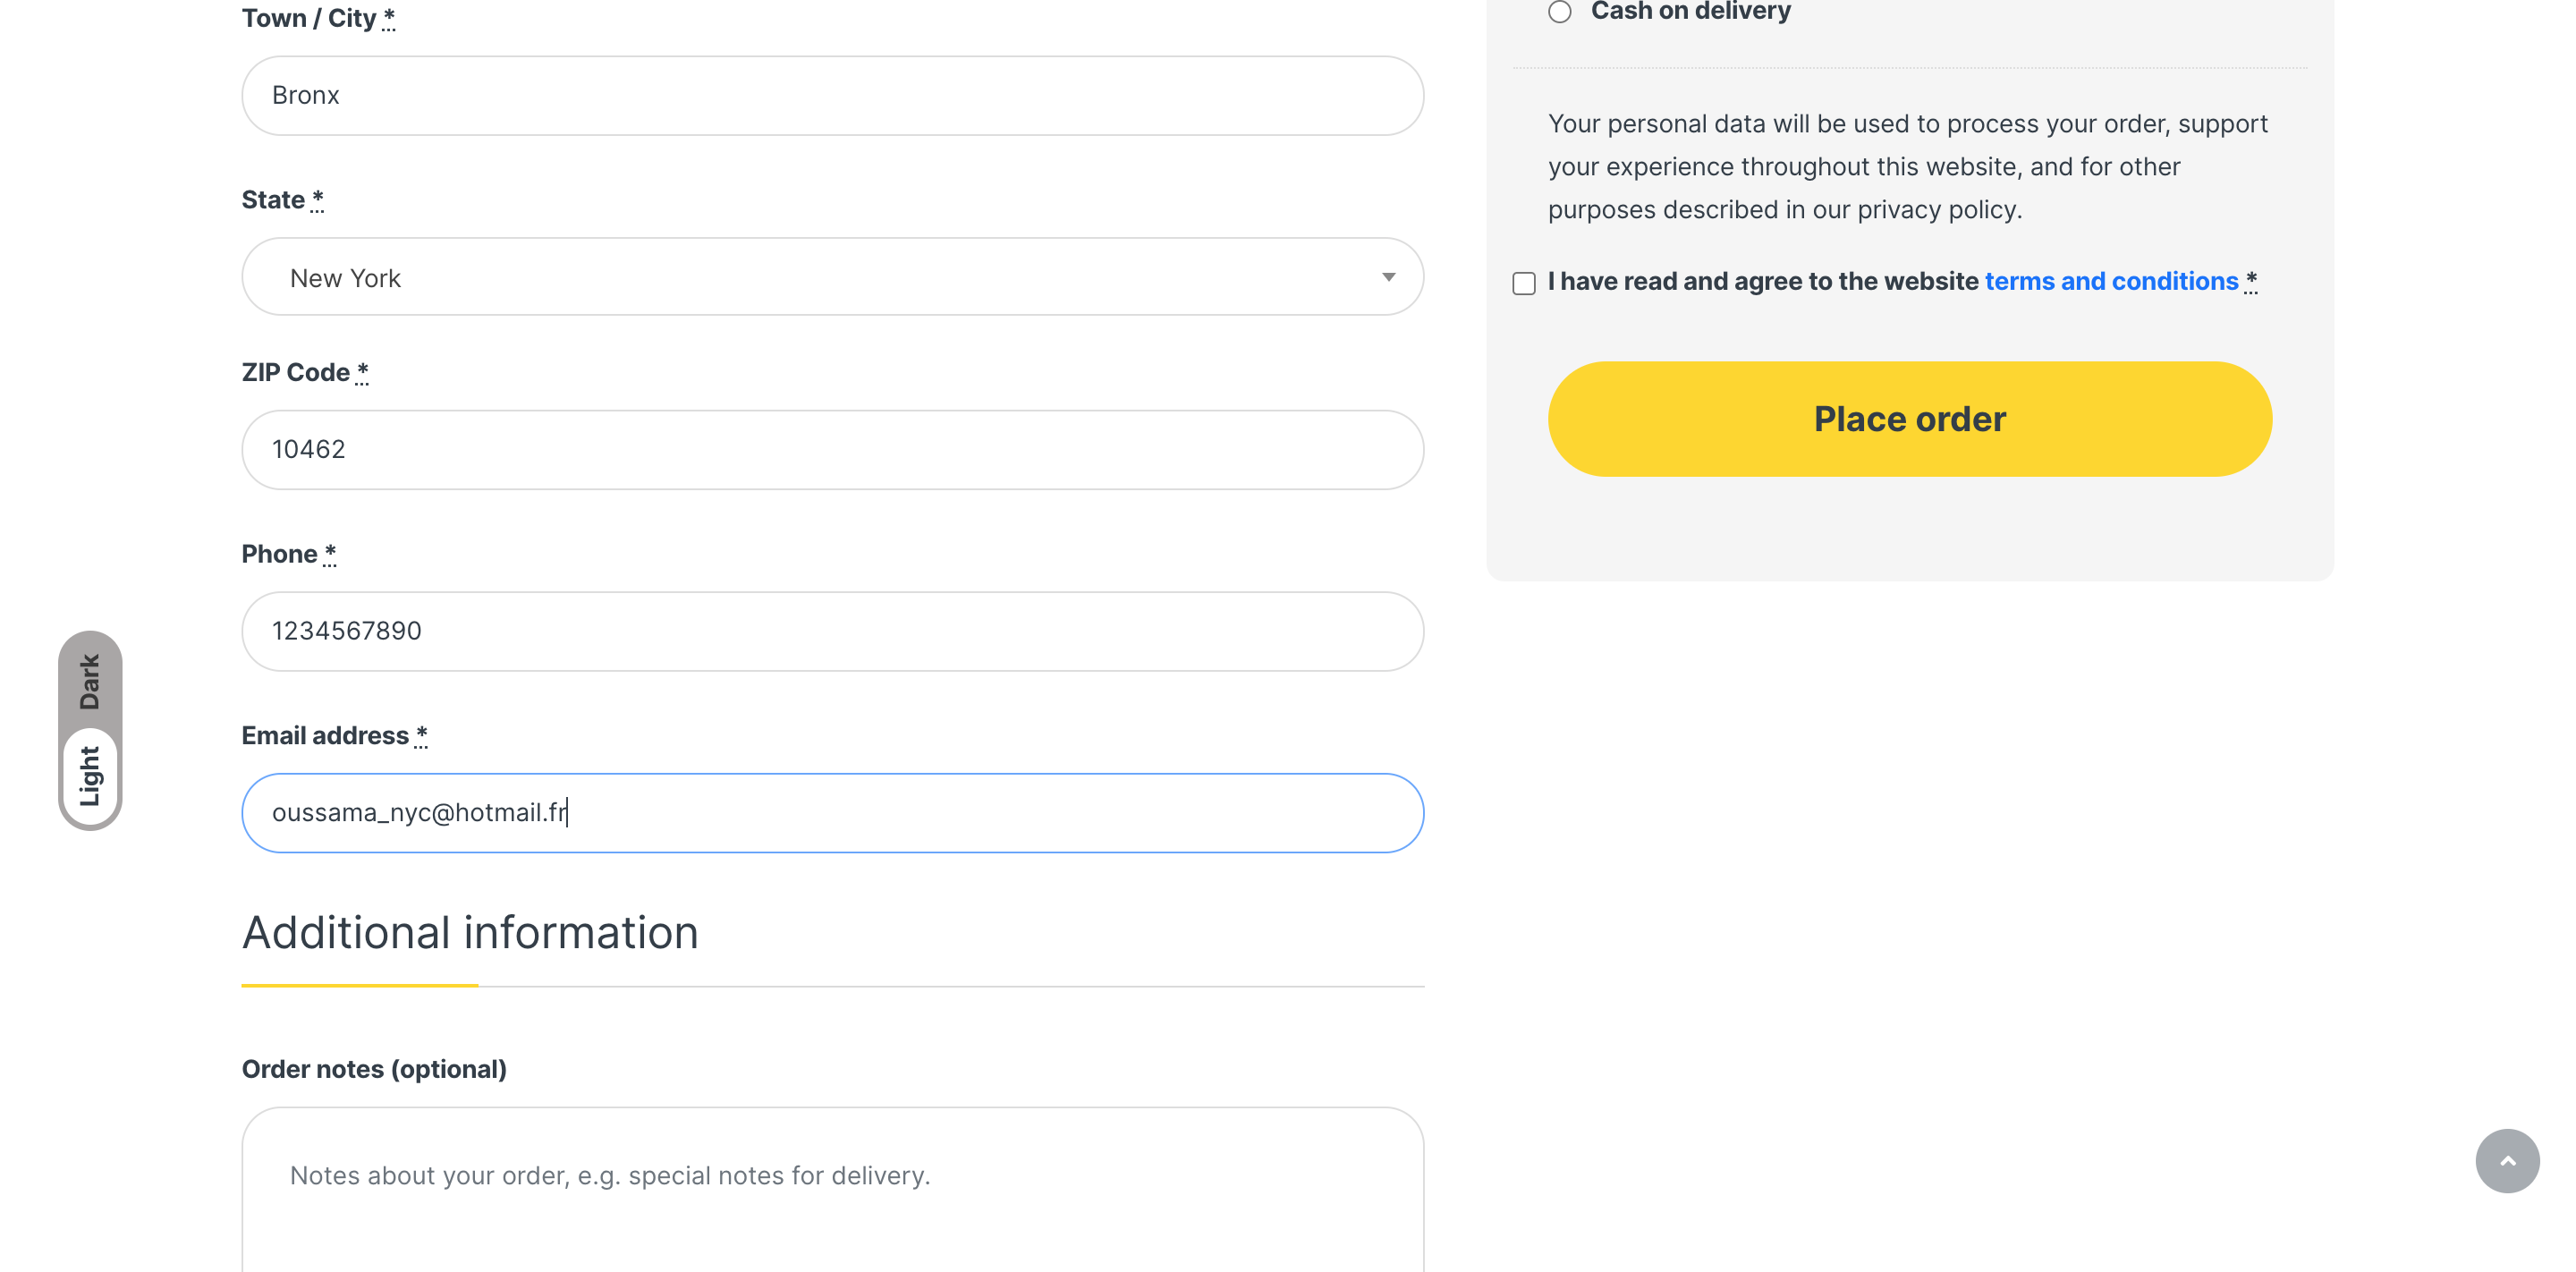 Town / City *
Bronx
State *
New York
ZIP Code *
10462
Phone *
1234567890
Email address *
oussama_nyc@hotmail.fr
Additional information
Order notes (optional)
Notes about your order, e.g. special notes for delivery.
Cash on delivery
Your personal data will be used to process your order, support
your experience throughout this website, and for other
purposes described in our privacy policy.
I have read and agree to the website terms and conditions *
Place order
Dark
Light